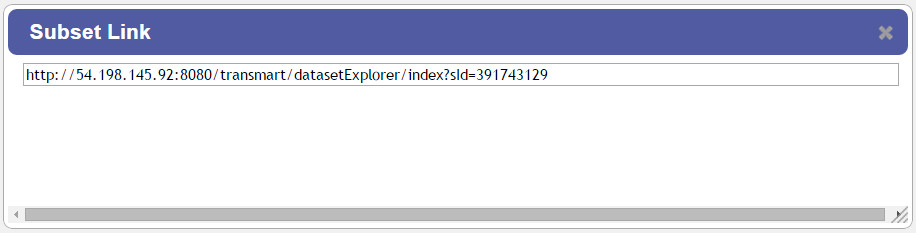 Subset Link
http://54.198.145.92:8080/transmart/datasetExplorer/index?sId=391743129